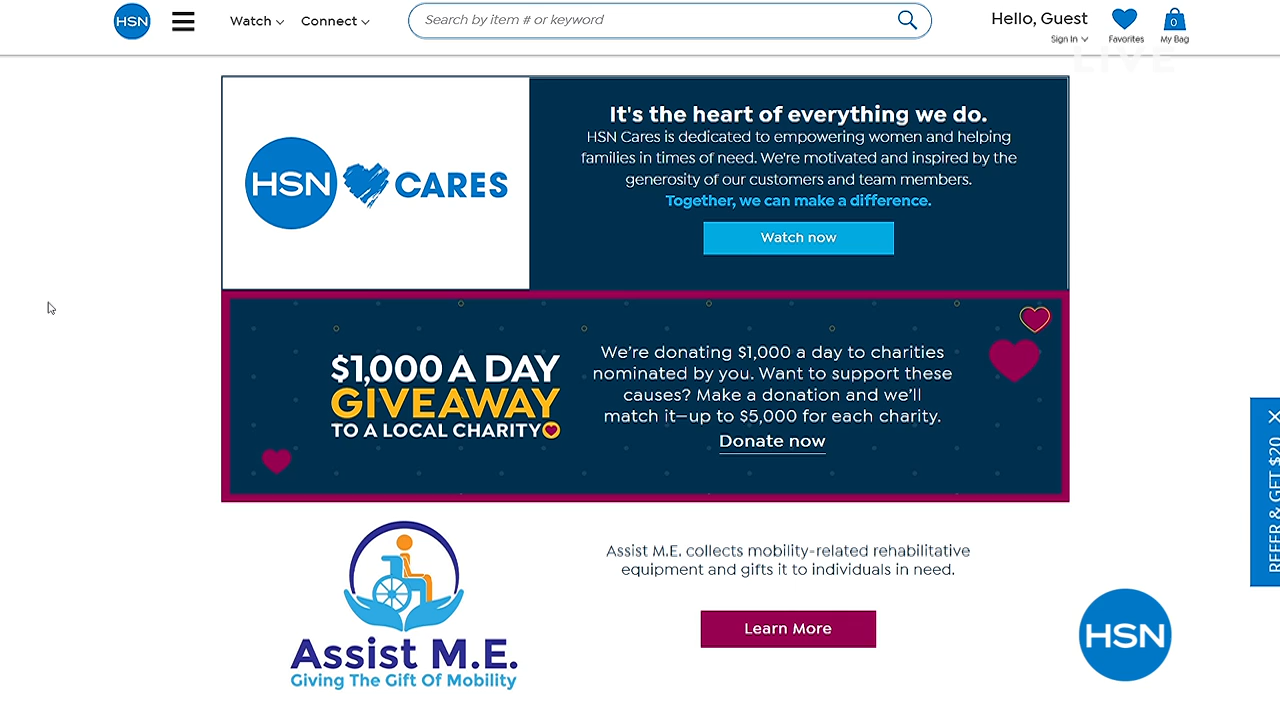 HSN
Watch
Connect
Search by item # or keyword
Hello, Guest
Sign In
Favorites
0
My Bag
LIVE
HSN CARES
It's the heart of everything we do.
HSN Cares is dedicated to empowering women and helping
families in times of need. We're motivated and inspired by the
generosity of our customers and team members.
Together, we can make a difference.
Watch now
$1,000 A DAY
GIVEAWAY
TO A LOCAL CHARITY
We’re donating $1,000 a day to charities
nominated by you. Want to support these
causes? Make a donation and we’ll
match it—up to $5,000 for each charity.
Donate now
REFER & GET $20
Assist M.E.
Giving The Gift Of Mobility
Assist M.E. collects mobility-related rehabilitative
equipment and gifts it to individuals in need.
Learn More
HSN